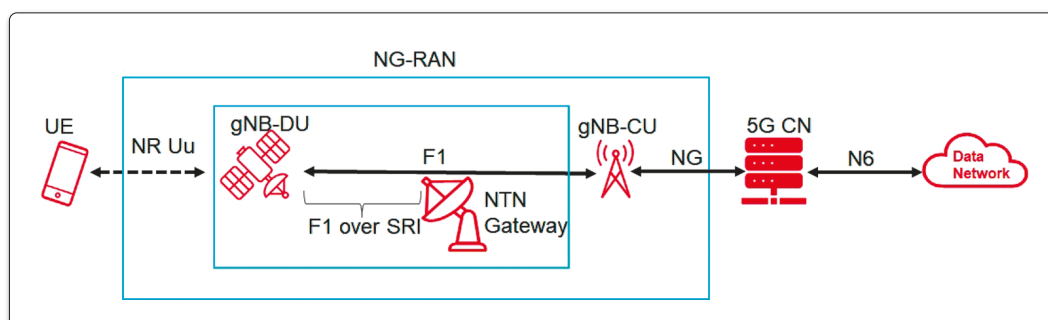 NG-RAN
UE
NR Uu
gNB-DU
F1
F1 over SRI
NTN
Gateway
gNB-CU
NG
5G CN
N6
Data
Network